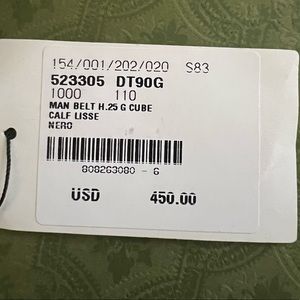 154/001/202/020 S83
523305 DT90G
1000 110
MAN BELT H.25 G CUBE
CALF LISSE
NERO
808263080 - 6
USD 450.00